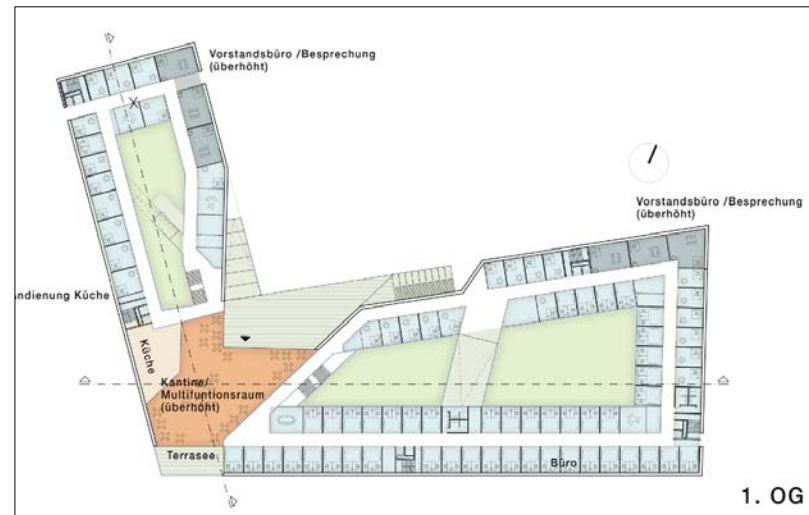 Vorstandsbüro /Besprechung
(überhöht)
Vorstandsbüro /Besprechung
(überhöht)
Andienung Küche
Küche
Kantine/
Multifuntionsraum
(überhöht)
Terrasee
Büro
1. OG